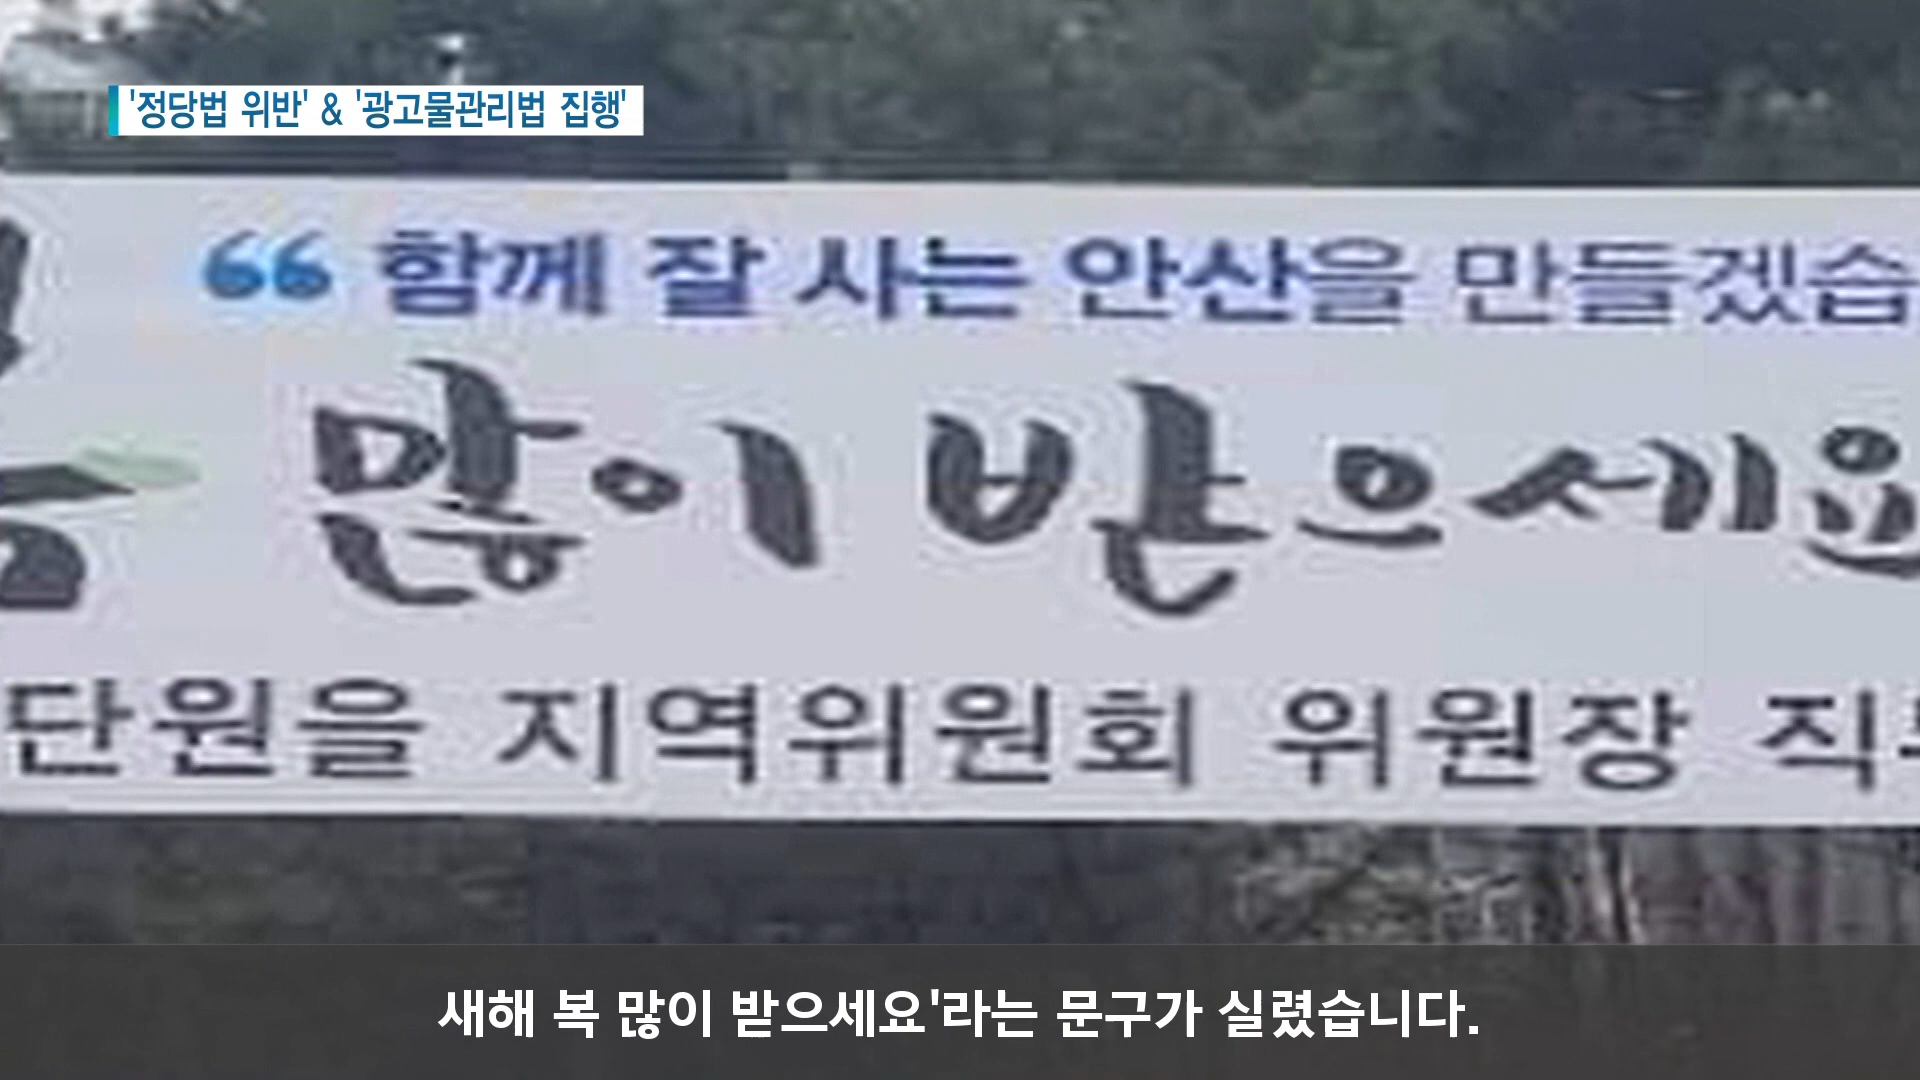 '정당법 위반' & '광고물관리법 집행'
“ 함께 잘 사는 안산을 만들겠습
많이 받으세요
단원을 지역위원회 위원장 직
새해 복 많이 받으세요'라는 문구가 실렸습니다.